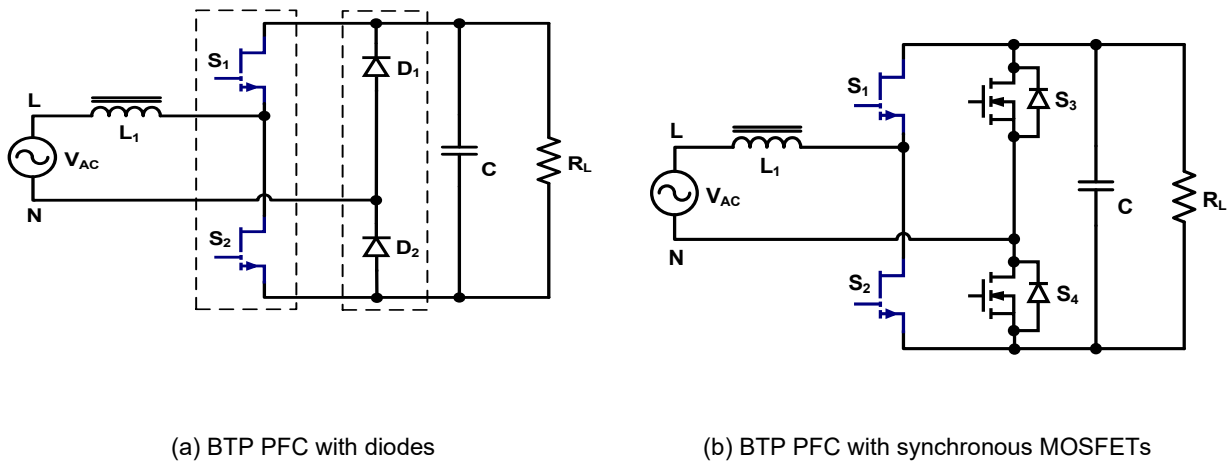 S1
D1
L
L1
VAC
C
RL
N
S2
D2
S1
S3
L
L1
VAC
C
RL
N
S2
S4
(a) BTP PFC with diodes
(b) BTP PFC with synchronous MOSFETs